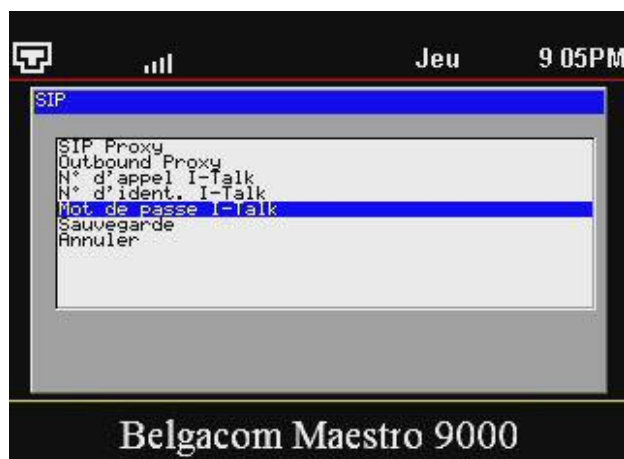 Jeu 9 05PM
SIP
SIP Proxy
Outbound Proxy
N° d'appel I-Talk
N° d'ident. I-Talk
Mot de passe I-Talk
Sauvegarde
Annuler
Belgacom Maestro 9000